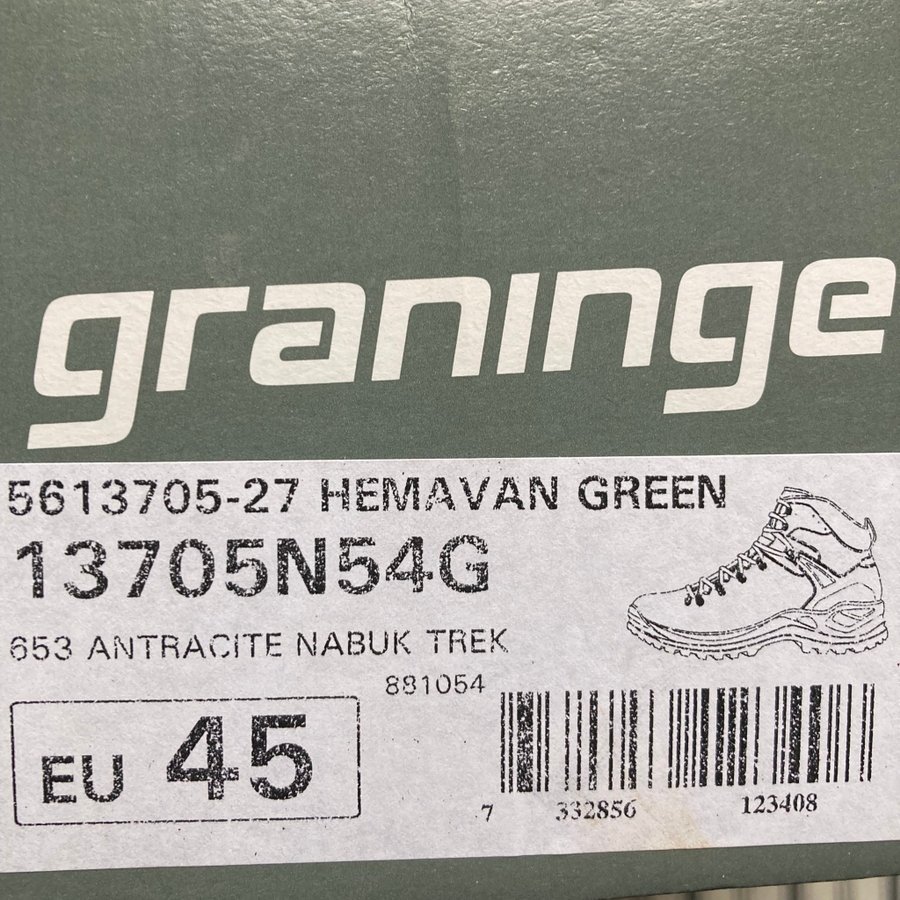 graninge
5613705-27 HEMAVAN GREEN
13705N54G
653 ANTRACITE NABUK TREK
881054
EU 45
7 332856 123408